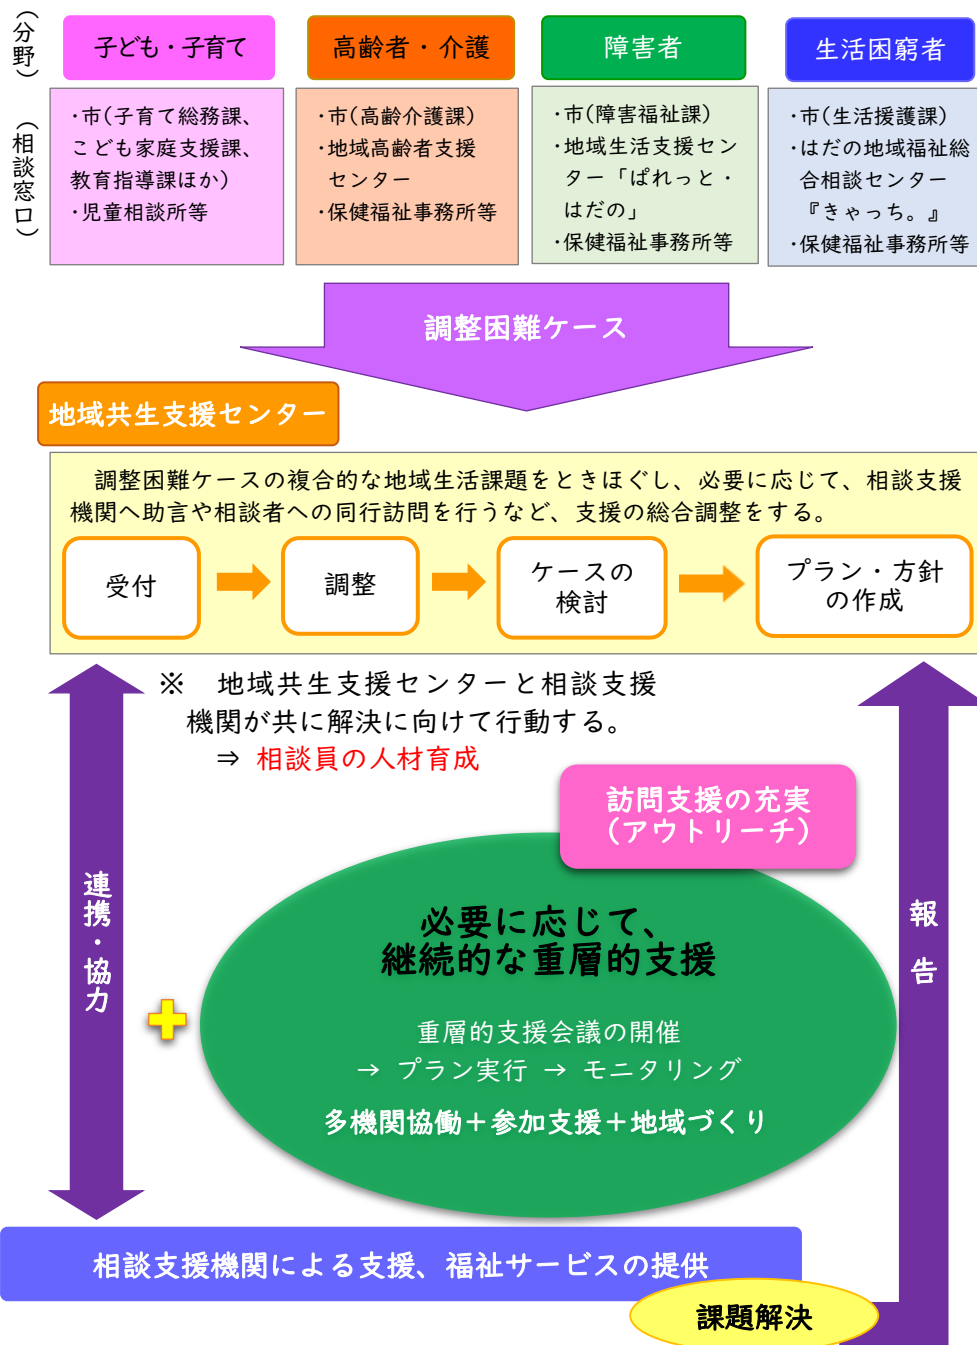 （分野）
子ども・子育て
高齢者・介護
障害者
生活困窮者
（相談窓口）
・市(子育て総務課、
こども家庭支援課、
教育指導課ほか)
・児童相談所等
・市(高齢介護課)
・地域高齢者支援
センター
・保健福祉事務所等
・市(障害福祉課)
・地域生活支援セン
ター「ぱれっと・
はだの」
・保健福祉事務所等
・市(生活援護課)
・はだの地域福祉総
合相談センター
『きゃっち。』
・保健福祉事務所等
調整困難ケース
地域共生支援センター
調整困難ケースの複合的な地域生活課題をときほぐし、必要に応じて、相談支援
機関へ助言や相談者への同行訪問を行うなど、支援の総合調整をする。
受付
調整
ケースの
検討
プラン・方針
の作成
※　地域共生支援センターと相談支援
機関が共に解決に向けて行動する。
⇒ 相談員の人材育成
訪問支援の充実
（アウトリーチ）
連携・協力
必要に応じて、
継続的な重層的支援
重層的支援会議の開催
→ プラン実行 → モニタリング
多機関協働＋参加支援＋地域づくり
報告
相談支援機関による支援、福祉サービスの提供
課題解決